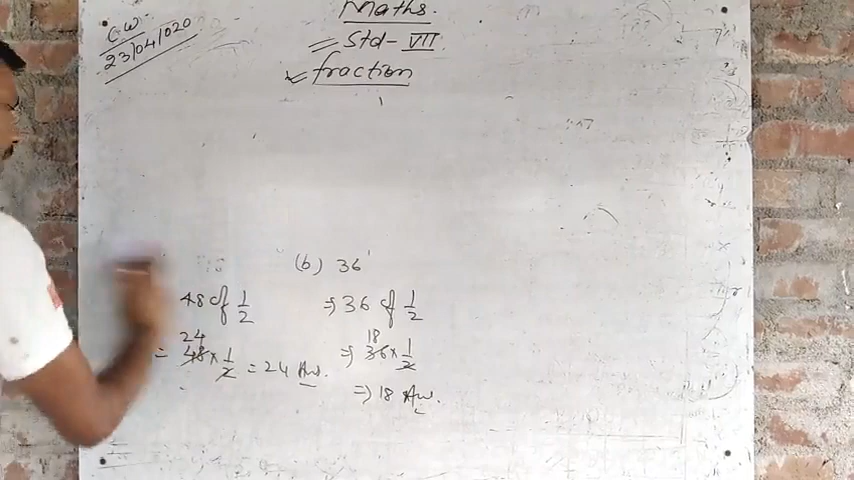 C.W.
23/04/020
Maths.
Std- VII
fraction
(b) 36
48 of 1/2
⇒ 36 of 1/2
24
= 48 × 1/2 = 24 Ans.
18
⇒ 36 × 1/2
⇒ 18 Ans.